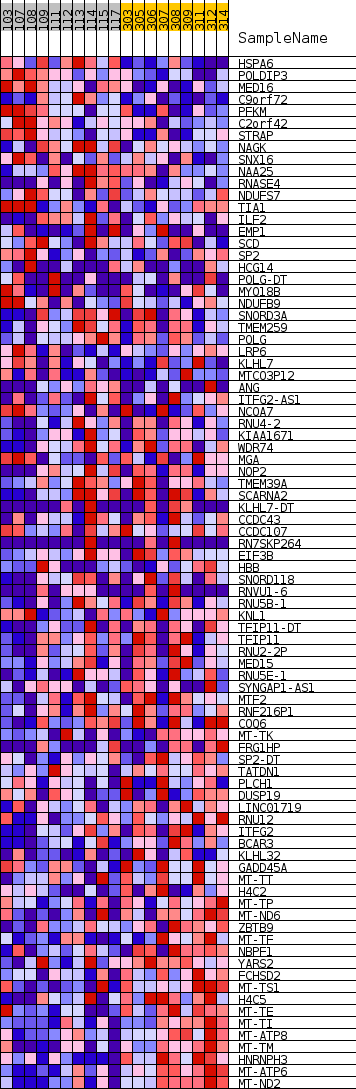 103 107 108 109 111 112 113 114 115 117 303 305 306 307 308 309 311 312 314
SampleName
HSPA6
POLDIP3
MED16
C9orf72
PFKM
C2orf42
STRAP
NAGK
SNX16
NAA25
RNASE4
NDUFS7
TIA1
ILF2
EMP1
SCD
SP2
HCG14
POLG-DT
MYO18B
NDUFB9
SNORD3A
TMEM259
POLG
LRP6
KLHL7
MTCO3P12
ANG
ITFG2-AS1
NCOA7
RNU4-2
KIAA1671
WDR74
MGA
NOP2
TMEM39A
SCARNA2
KLHL7-DT
CCDC43
CCDC107
RN7SKP264
EIF3B
HBB
SNORD118
RNVU1-6
RNU5B-1
KNL1
TFIP11-DT
TFIP11
RNU2-2P
MED15
RNU5E-1
SYNGAP1-AS1
MTF2
RNF216P1
COQ6
MT-TK
FRG1HP
SP2-DT
TATDN1
PLCH1
DUSP19
LINC01719
RNU12
ITFG2
BCAR3
KLHL32
GADD45A
MT-TT
H4C2
MT-TP
MT-ND6
ZBTB9
MT-TF
NBPF1
YARS2
FCHSD2
MT-TS1
H4C5
MT-TE
MT-TI
MT-ATP8
MT-TM
HNRNPH3
MT-ATP6
MT-ND2